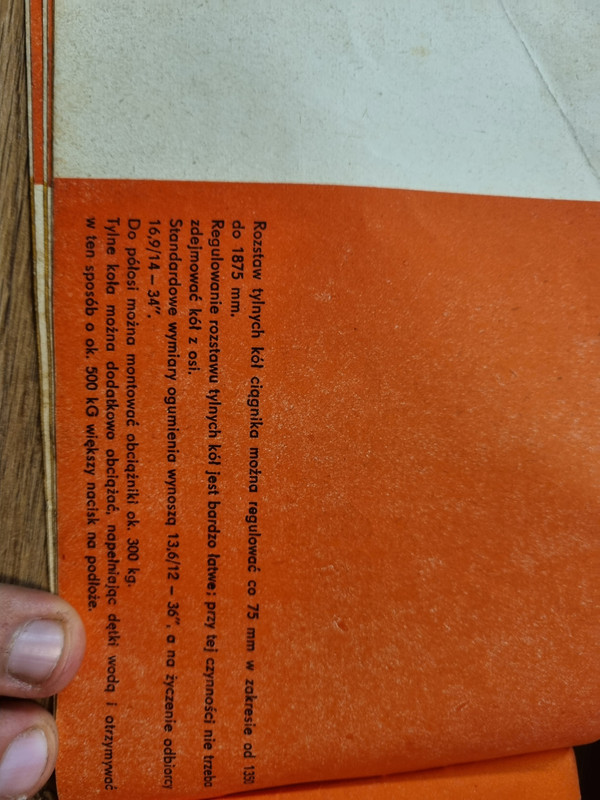 Rozstaw tylnych kół ciągnika można regulować co 75 mm w zakresie od 1350
do 1875 mm.
Regulowanie rozstawu tylnych kół jest bardzo łatwe; przy tej czynności nie trzeba
zdejmować kół z osi.
Standardowe wymiary ogumienia wynoszą 13,6/12 – 36″, a na życzenie odbiorcy
16,9/14 – 34″.
Do półosi można montować obciążniki ok. 300 kg.
Tylne koła można dodatkowo obciążać, napełniając dętki wodą i otrzymywać
w ten sposób o ok. 500 kG większy nacisk na podłoże.